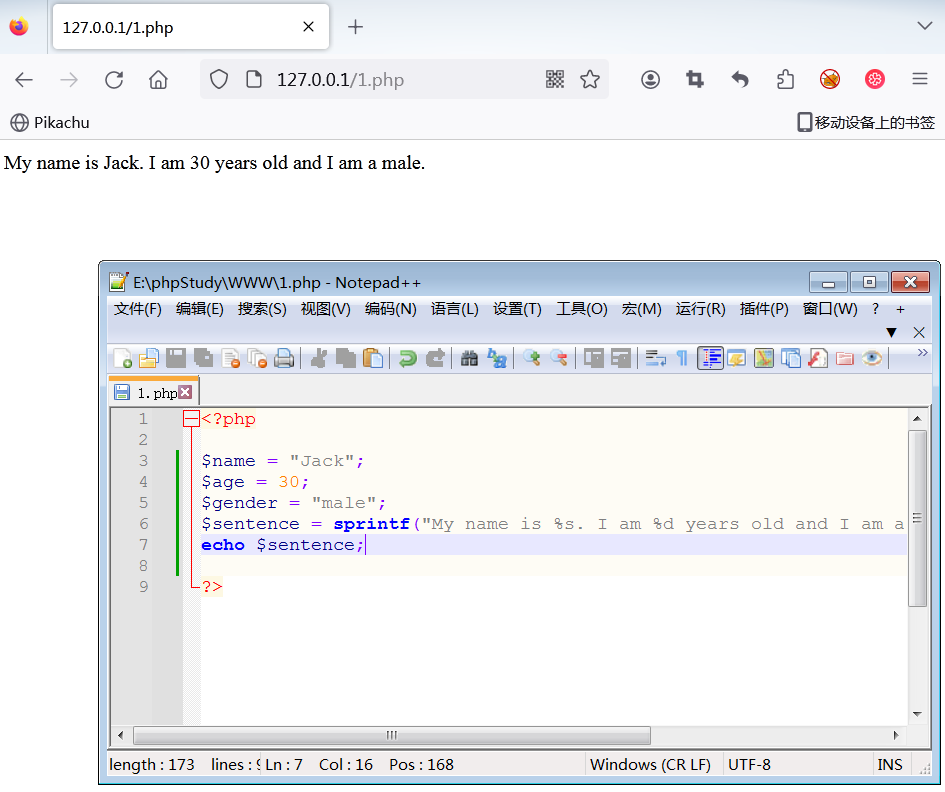 127.0.0.1/1.php
127.0.0.1/1.php
Pikachu 移动设备上的书签
My name is Jack. I am 30 years old and I am a male.
E:\phpStudy\WWW\1.php - Notepad++
文件(F) 编辑(E) 搜索(S) 视图(V) 编码(N) 语言(L) 设置(T) 工具(O) 宏(M) 运行(R) 插件(P) 窗口(W) ? +
1.php
1 <?php
2
3 $name = "Jack";
4 $age = 30;
5 $gender = "male";
6 $sentence = sprintf("My name is %s. I am %d years old and I am a
7 echo $sentence;
8
9 ?>
length : 173 lines : Ln : 7 Col : 16 Pos : 168 Windows (CR LF) UTF-8 INS